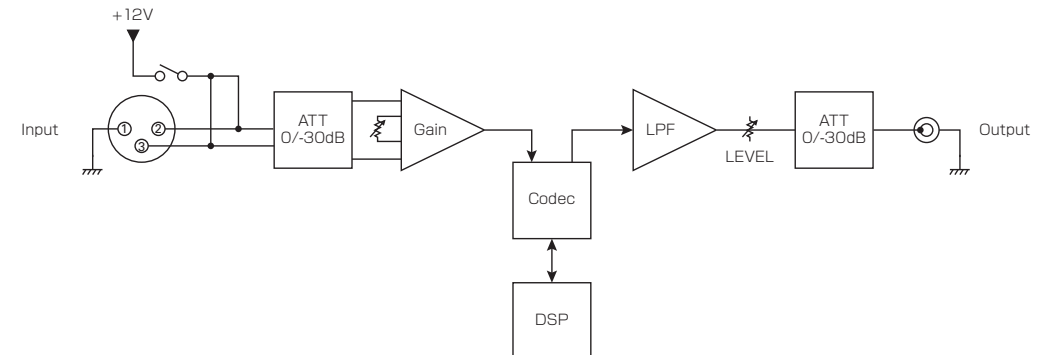 +12V
Input
1
2
3
ATT
0/-30dB
Gain
Codec
DSP
LPF
LEVEL
ATT
0/-30dB
Output